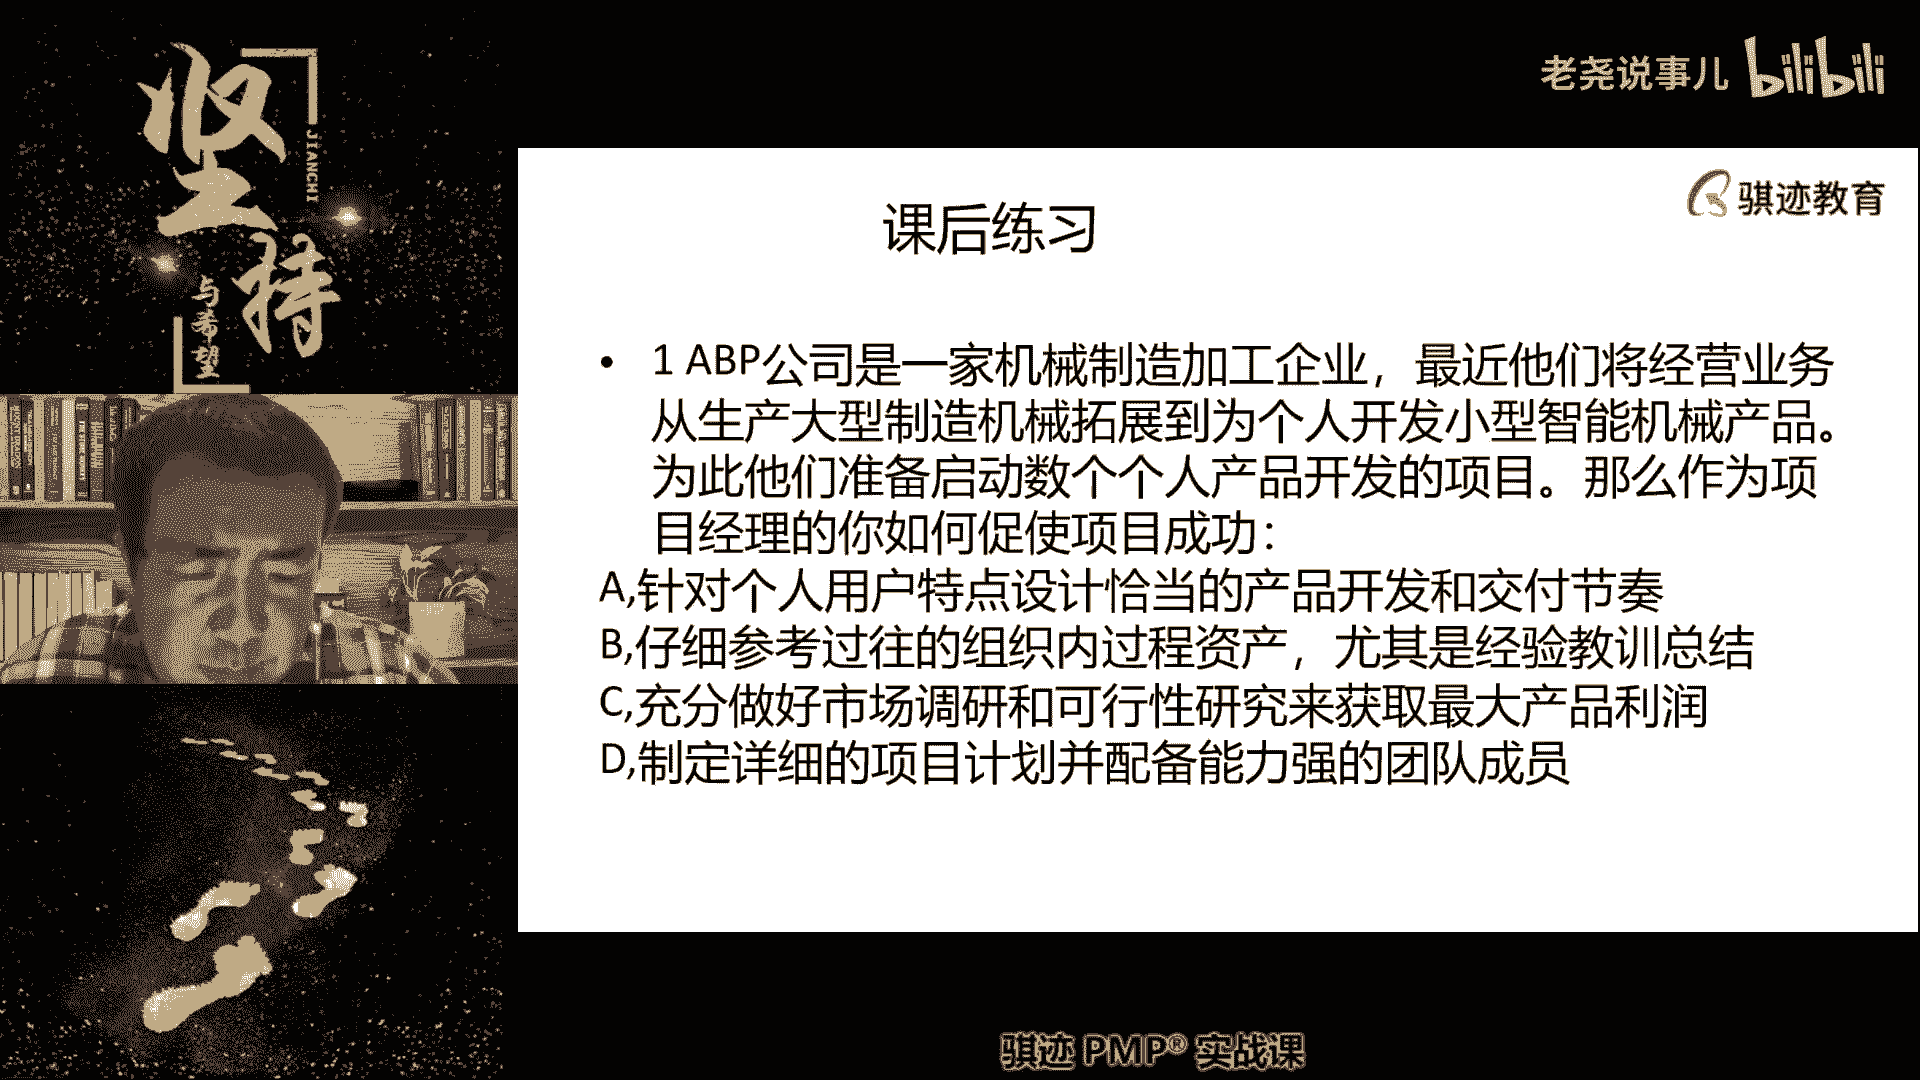 坚持
JIANCHI
与希望
老尧说事儿 bilibili
骐迹教育
课后练习
• 1 ABP公司是一家机械制造加工企业，最近他们将经营业务
从生产大型制造机械拓展到为个人开发小型智能机械产品。
为此他们准备启动数个个人产品开发的项目。那么作为项
目经理的你如何促使项目成功：
A,针对个人用户特点设计恰当的产品开发和交付节奏
B,仔细参考过往的组织内过程资产，尤其是经验教训总结
C,充分做好市场调研和可行性研究来获取最大产品利润
D,制定详细的项目计划并配备能力强的团队成员
骐迹 PMP® 实战课